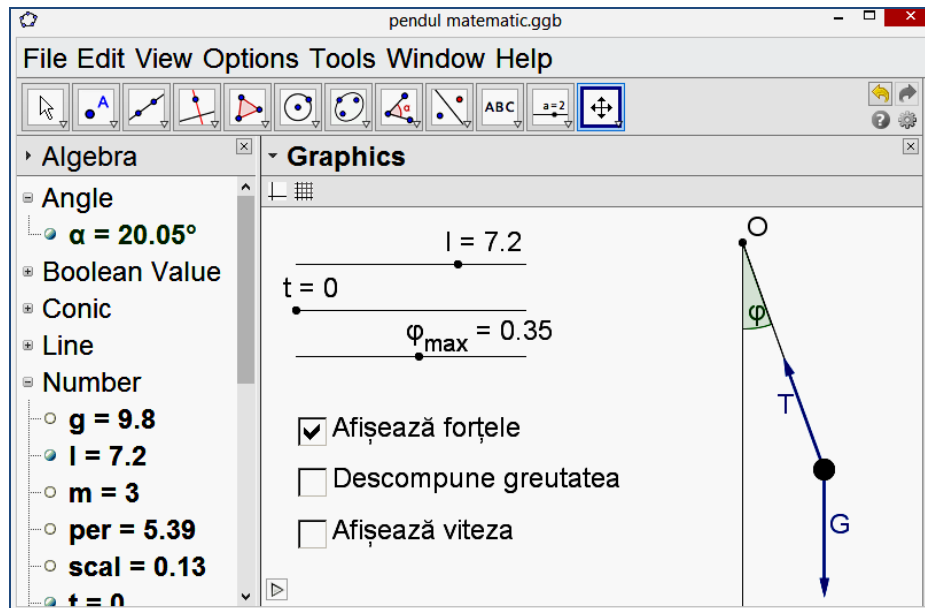 pendul matematic.ggb
File Edit View Options Tools Window Help
A
α
ABC
a=2
Algebra
Graphics
Angle
α = 20.05°
Boolean Value
Conic
Line
Number
g = 9.8
l = 7.2
m = 3
per = 5.39
scal = 0.13
t = 0
l = 7.2
t = 0
φmax = 0.35
Afișează forțele
Descompune greutatea
Afișează viteza
O
φ
T
G